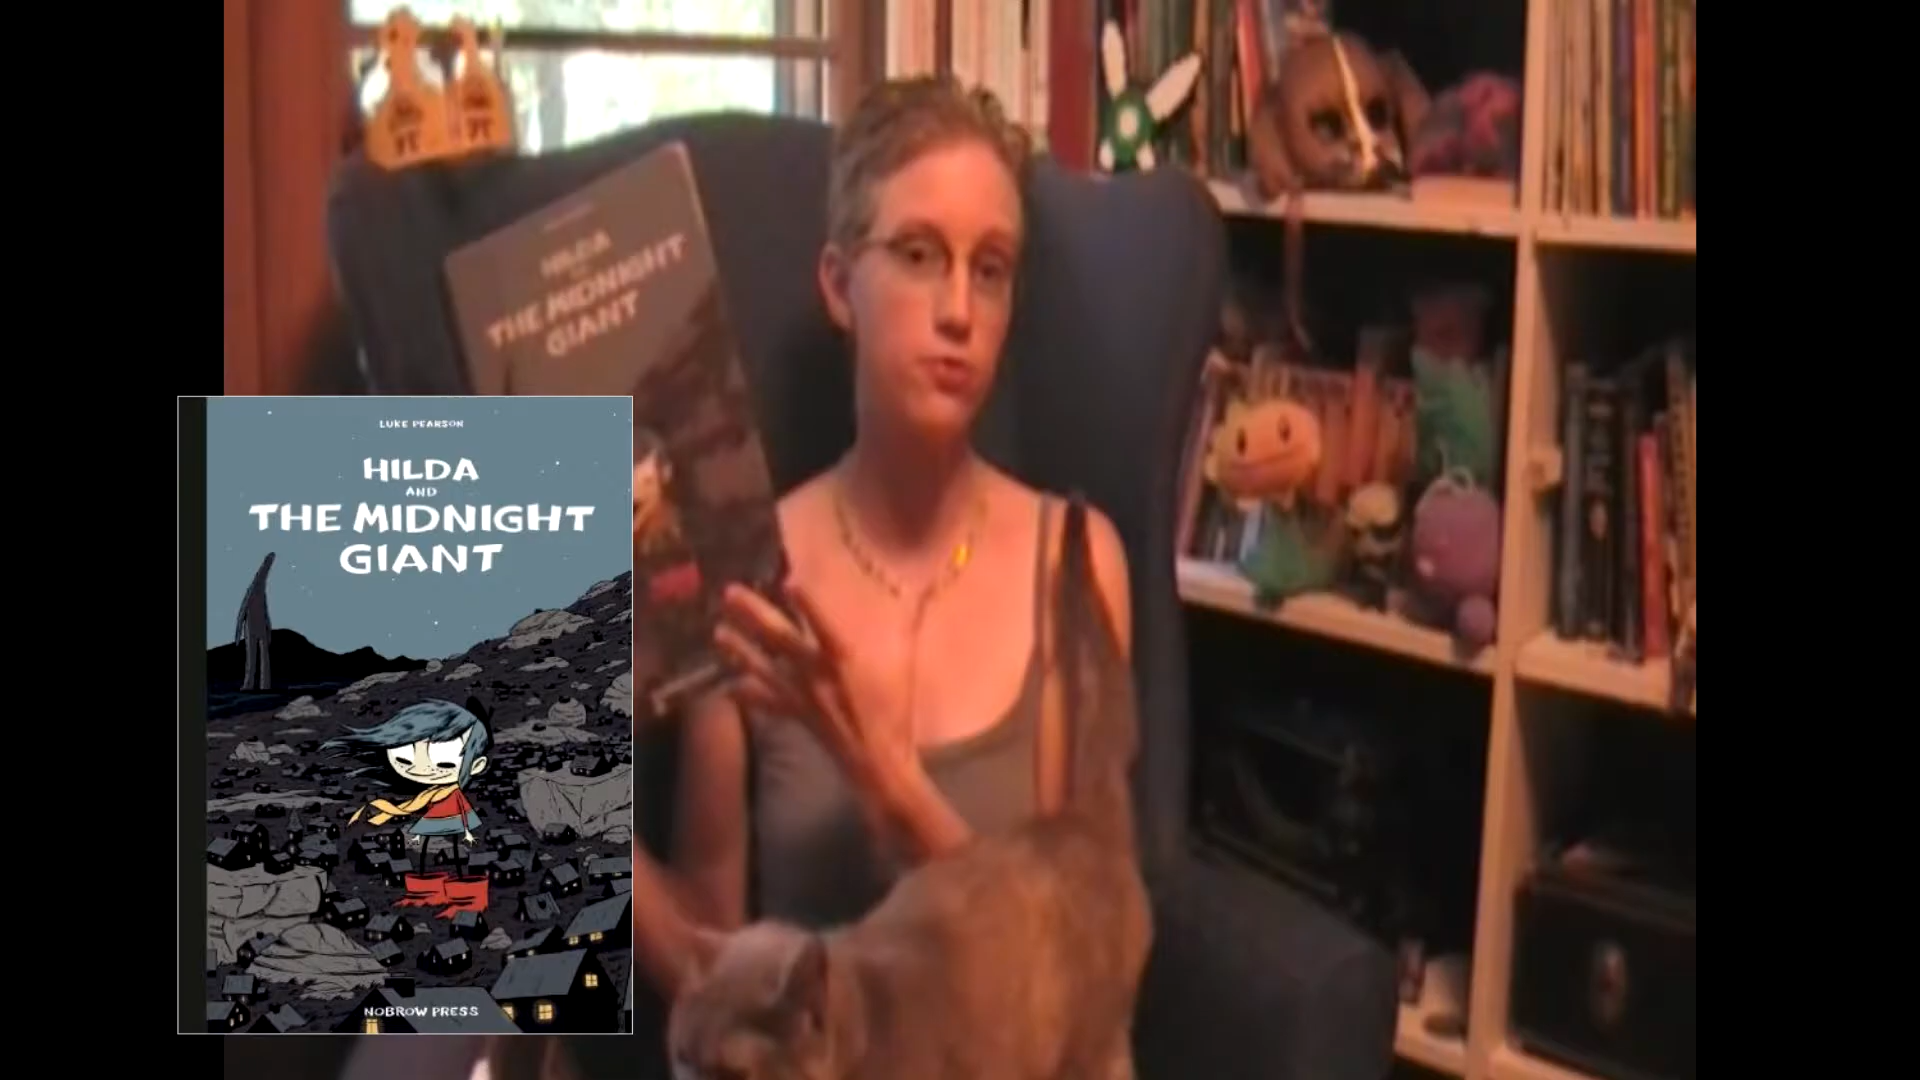 HILDA
THE MIDNIGHT
GIANT
LUKE PEARSON
HILDA
AND
THE MIDNIGHT
GIANT
NOBROW PRESS